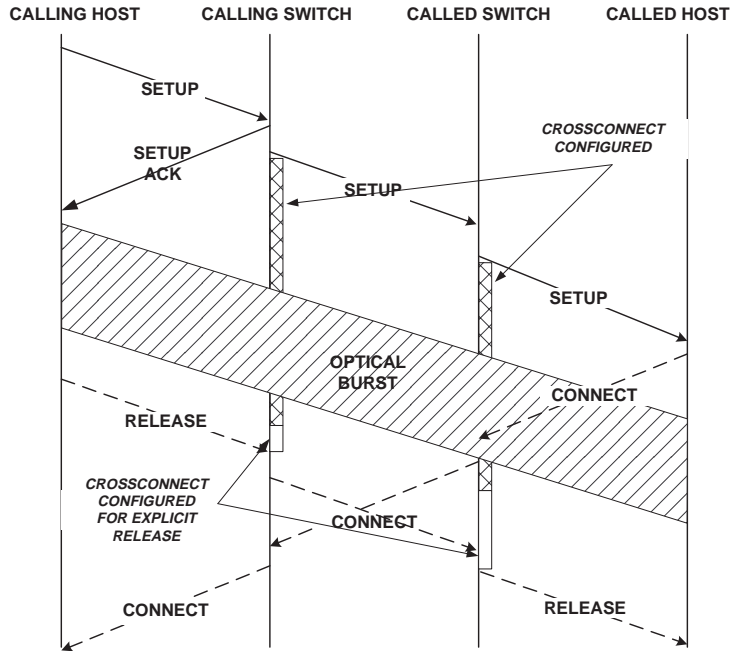 CALLING HOST
CALLING SWITCH
CALLED SWITCH
CALLED HOST
SETUP
SETUP
ACK
CROSSCONNECT
CONFIGURED
SETUP
SETUP
OPTICAL
BURST
CONNECT
RELEASE
CROSSCONNECT
CONFIGURED
FOR EXPLICIT
RELEASE
CONNECT
CONNECT
RELEASE